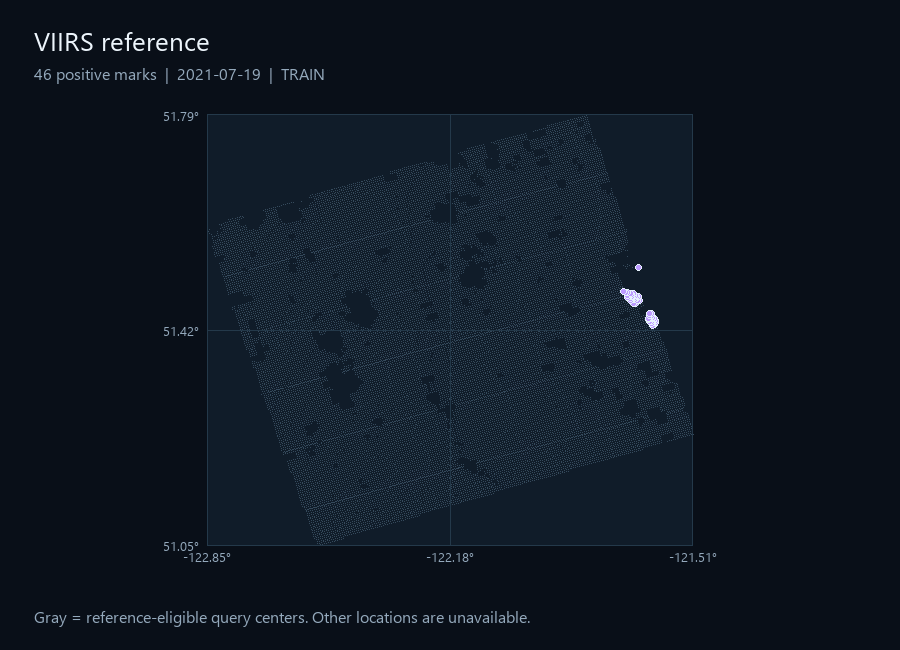 VIIRS reference
46 positive marks | 2021-07-19 | TRAIN
51.79°
51.42°
51.05°
-122.85° -122.18° -121.51°
Gray = reference-eligible query centers. Other locations are unavailable.